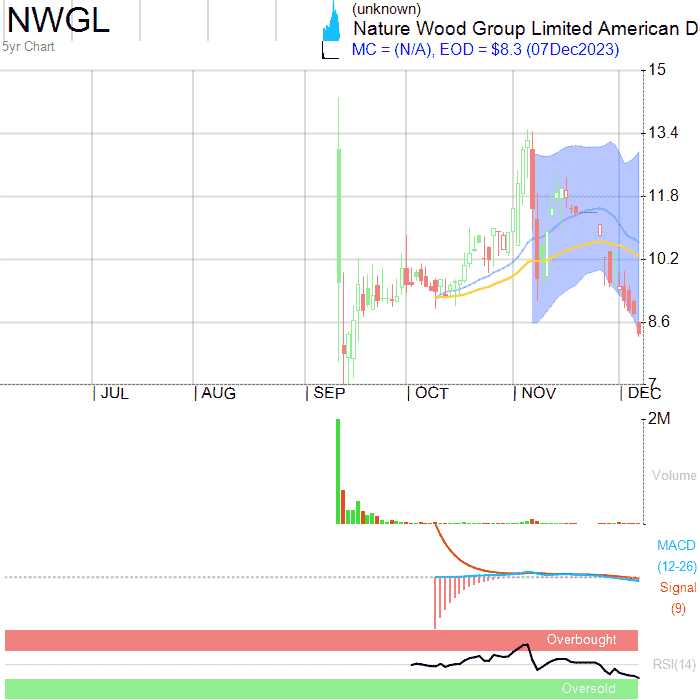 NWGL
5yr Chart
(unknown)
Nature Wood Group Limited American D
MC = (N/A), EOD = $8.3 (07Dec2023)
15
13.4
11.8
10.2
8.6
7
JUL AUG SEP OCT NOV DEC
2M
Volume
MACD
(12-26)
Signal
(9)
Overbought
RSI(14)
Oversold